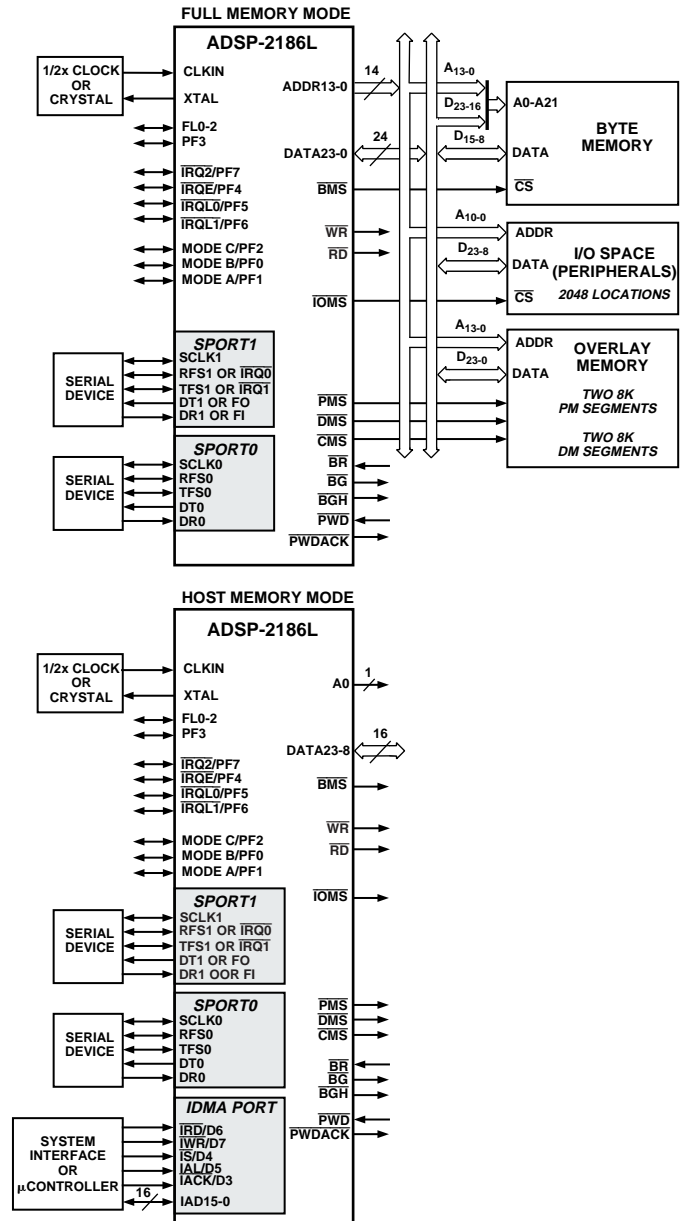 FULL MEMORY MODE
ADSP-2186L
1/2x CLOCK
OR
CRYSTAL
CLKIN
XTAL
FL0-2
PF3
IRQ2/PF7
IRQE/PF4
IRQL0/PF5
IRQL1/PF6
MODE C/PF2
MODE B/PF0
MODE A/PF1
SERIAL
DEVICE
SPORT1
SCLK1
RFS1 OR IRQ0
TFS1 OR IRQ1
DT1 OR FO
DR1 OR FI
SERIAL
DEVICE
SPORT0
SCLK0
RFS0
TFS0
DT0
DR0
14
ADDR13-0
24
DATA23-0
BMS
WR
RD
IOMS
PMS
DMS
CMS
BR
BG
BGH
PWD
PWDACK
A13-0
D23-16
D15-8
A0-A21
BYTE
MEMORY
DATA
CS
A10-0
D23-8
ADDR
I/O SPACE
(PERIPHERALS)
DATA
2048 LOCATIONS
CS
A13-0
D23-0
ADDR
OVERLAY
MEMORY
DATA
TWO 8K
PM SEGMENTS
TWO 8K
DM SEGMENTS
HOST MEMORY MODE
ADSP-2186L
1/2x CLOCK
OR
CRYSTAL
CLKIN
XTAL
FL0-2
PF3
IRQ2/PF7
IRQE/PF4
IRQL0/PF5
IRQL1/PF6
MODE C/PF2
MODE B/PF0
MODE A/PF1
SERIAL
DEVICE
SPORT1
SCLK1
RFS1 OR IRQ0
TFS1 OR IRQ1
DT1 OR FO
DR1 OOR FI
SERIAL
DEVICE
SPORT0
SCLK0
RFS0
TFS0
DT0
DR0
SYSTEM
INTERFACE
OR
µCONTROLLER
IDMA PORT
IRD/D6
IWR/D7
IS/D4
IAL/D5
IACK/D3
16
IAD15-0
1
A0
16
DATA23-8
BMS
WR
RD
IOMS
PMS
DMS
CMS
BR
BG
BGH
PWD
PWDACK